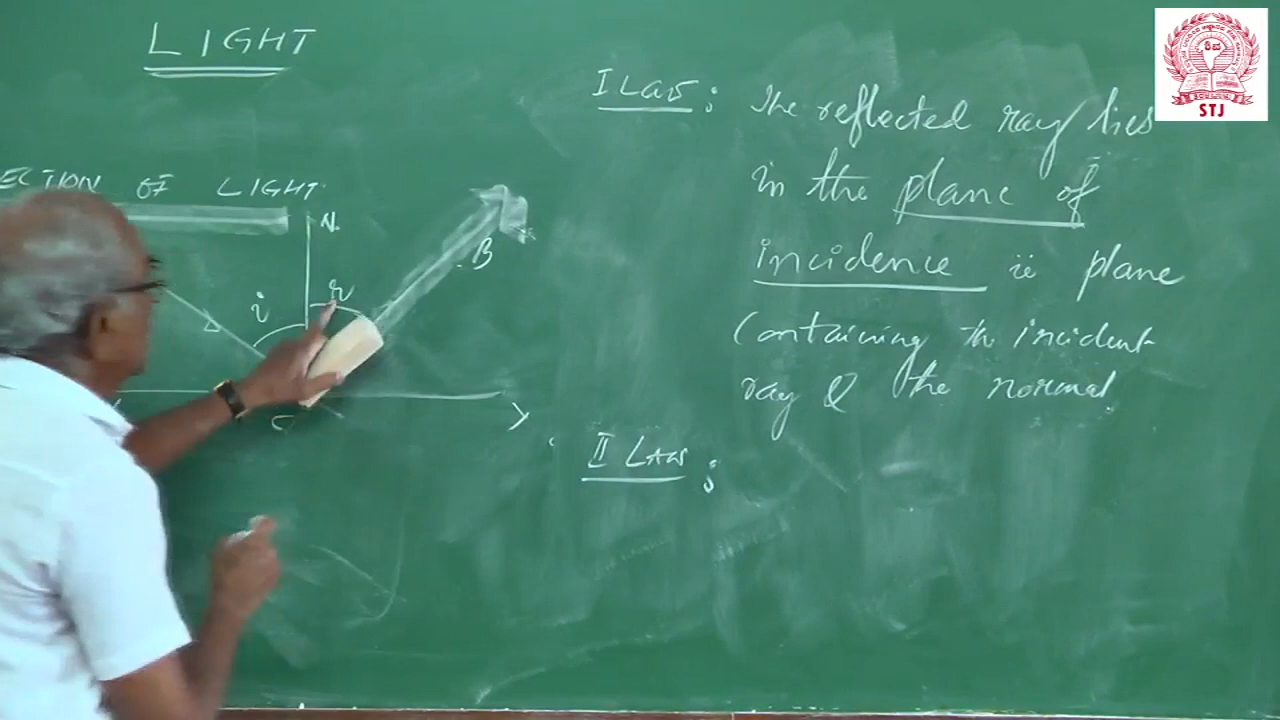 LIGHT
ECTION OF LIGHT
N
i
r
B
I Law: The reflected ray lies
in the plane of
incidence ie plane
Containing the incident
ray & the normal
II LAW:
Y
STJ